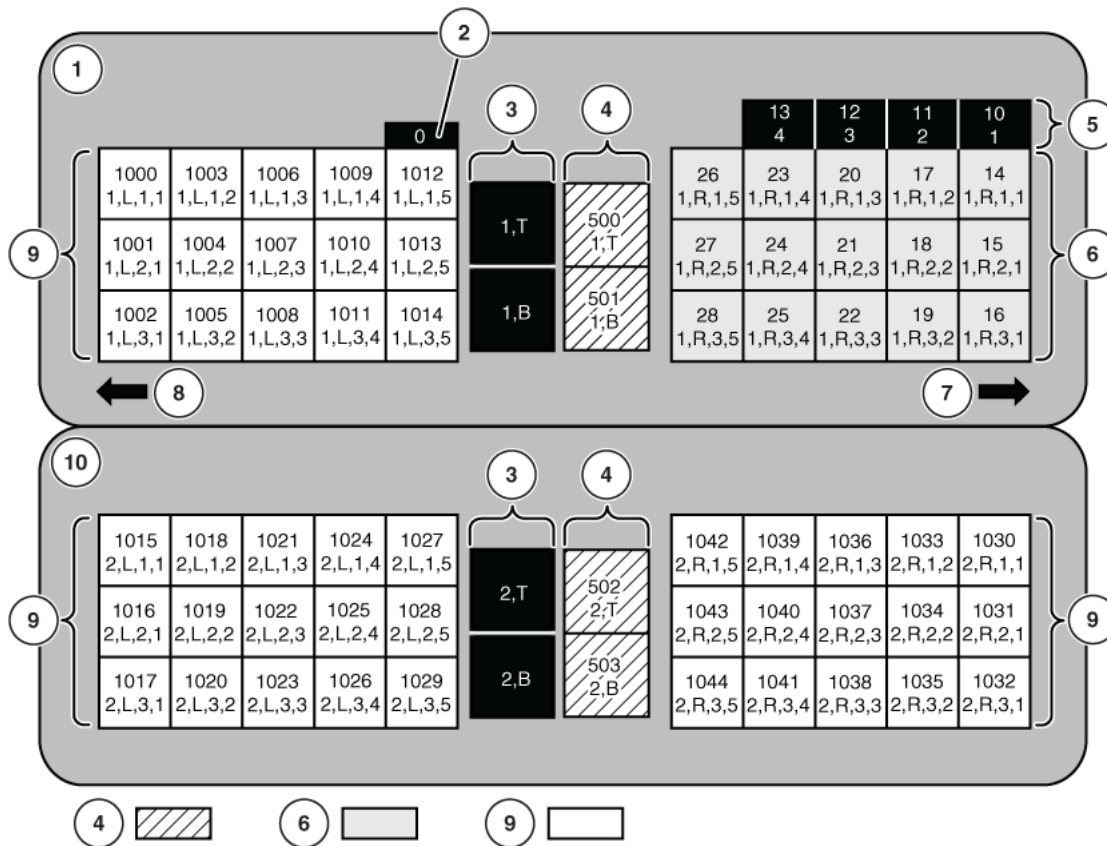 2
1
3
4
5
0
13 12 11 10
4 3 2 1
1000 1003 1006 1009 1012
1,L,1,1 1,L,1,2 1,L,1,3 1,L,1,4 1,L,1,5
1001 1004 1007 1010 1013
1,L,2,1 1,L,2,2 1,L,2,3 1,L,2,4 1,L,2,5
1002 1005 1008 1011 1014
1,L,3,1 1,L,3,2 1,L,3,3 1,L,3,4 1,L,3,5
9
1,T
1,B
500
1,T
501
1,B
26 23 20 17 14
1,R,1,5 1,R,1,4 1,R,1,3 1,R,1,2 1,R,1,1
27 24 21 18 15
1,R,2,5 1,R,2,4 1,R,2,3 1,R,2,2 1,R,2,1
28 25 22 19 16
1,R,3,5 1,R,3,4 1,R,3,3 1,R,3,2 1,R,3,1
6
8
7
10
3
4
1015 1018 1021 1024 1027
2,L,1,1 2,L,1,2 2,L,1,3 2,L,1,4 2,L,1,5
1016 1019 1022 1025 1028
2,L,2,1 2,L,2,2 2,L,2,3 2,L,2,4 2,L,2,5
1017 1020 1023 1026 1029
2,L,3,1 2,L,3,2 2,L,3,3 2,L,3,4 2,L,3,5
9
2,T
2,B
502
2,T
503
2,B
1042 1039 1036 1033 1030
2,R,1,5 2,R,1,4 2,R,1,3 2,R,1,2 2,R,1,1
1043 1040 1037 1034 1031
2,R,2,5 2,R,2,4 2,R,2,3 2,R,2,2 2,R,2,1
1044 1041 1038 1035 1032
2,R,3,5 2,R,3,4 2,R,3,3 2,R,3,2 2,R,3,1
9
4 6 9